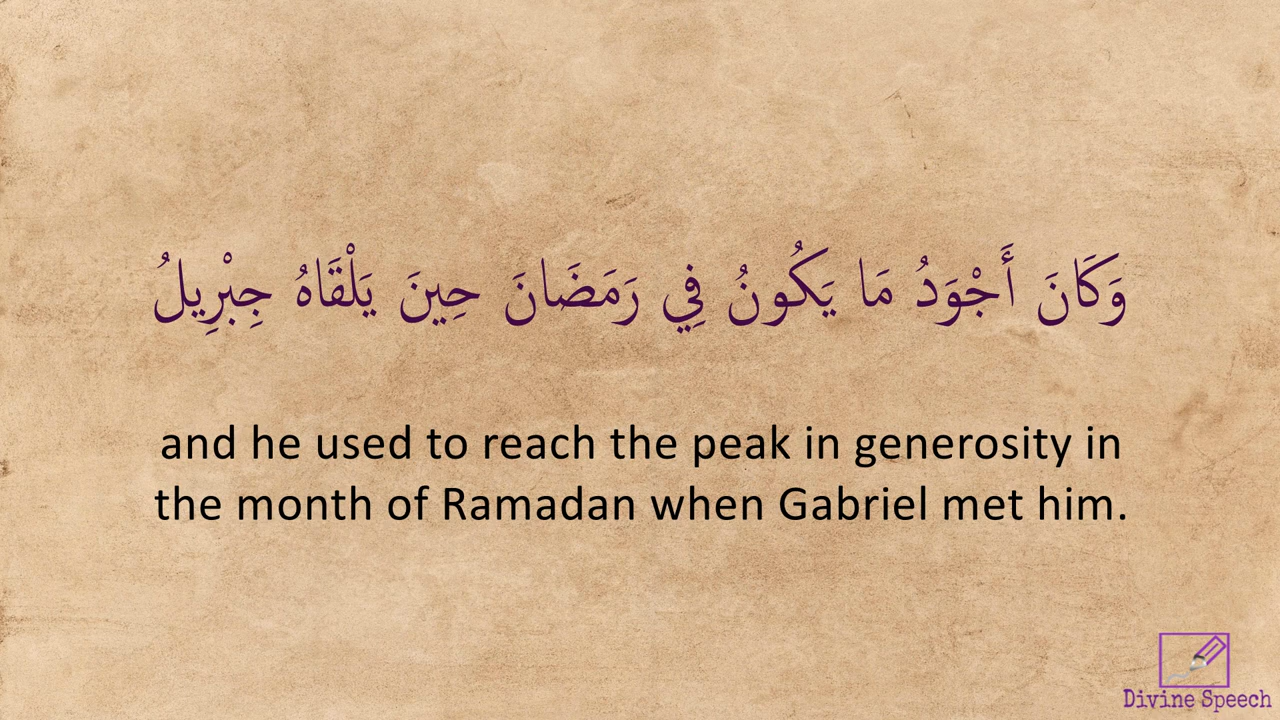 وَكَانَ أَجْوَدُ مَا يَكُونُ فِي رَمَضَانَ حِينَ يَلْقَاهُ جِبْرِيلُ
and he used to reach the peak in generosity in
the month of Ramadan when Gabriel met him.
Divine Speech